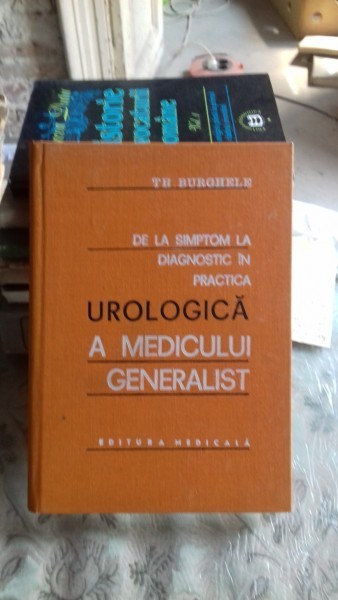 TH BURGHELE
DE LA SIMPTOM LA
DIAGNOSTIC ÎN
PRACTICA
UROLOGICĂ
A MEDICULUI
GENERALIST
EDITURA MEDICALĂ